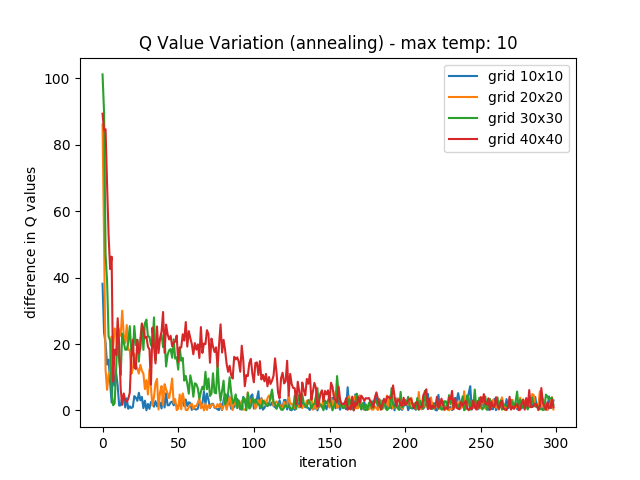 Q Value Variation (annealing) - max temp: 10
grid 10x10
grid 20x20
grid 30x30
grid 40x40
difference in Q values
100
80
60
40
20
0
0 50 100 150 200 250 300
iteration